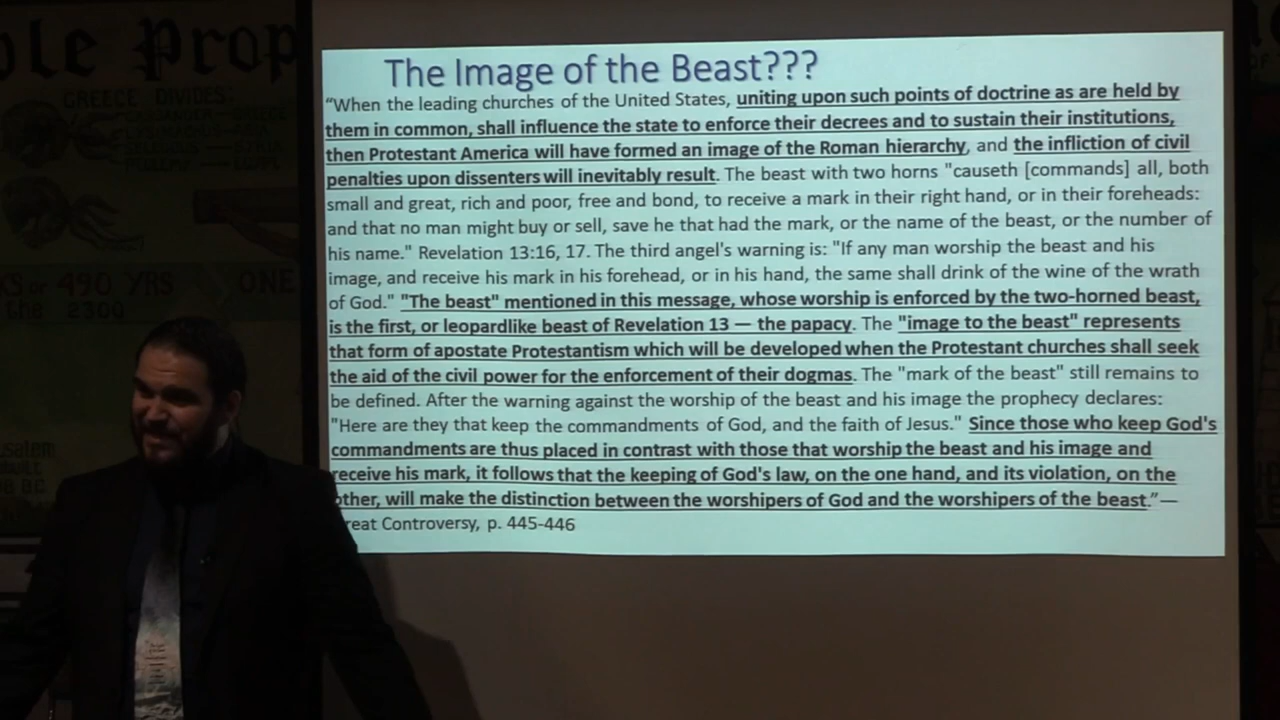 ble Prop
GREECE DIVIDES:
or 490 YRS ONE
the 2300
The Image of the Beast???
“When the leading churches of the United States, uniting upon such points of doctrine as are held by
them in common, shall influence the state to enforce their decrees and to sustain their institutions,
then Protestant America will have formed an image of the Roman hierarchy, and the infliction of civil
penalties upon dissenters will inevitably result. The beast with two horns "causeth [commands] all, both
small and great, rich and poor, free and bond, to receive a mark in their right hand, or in their foreheads:
and that no man might buy or sell, save he that had the mark, or the name of the beast, or the number of
his name." Revelation 13:16, 17. The third angel's warning is: "If any man worship the beast and his
image, and receive his mark in his forehead, or in his hand, the same shall drink of the wine of the wrath
of God." "The beast" mentioned in this message, whose worship is enforced by the two-horned beast,
is the first, or leopardlike beast of Revelation 13 — the papacy. The "image to the beast" represents
that form of apostate Protestantism which will be developed when the Protestant churches shall seek
the aid of the civil power for the enforcement of their dogmas. The "mark of the beast" still remains to
be defined. After the warning against the worship of the beast and his image the prophecy declares:
"Here are they that keep the commandments of God, and the faith of Jesus." Since those who keep God's
commandments are thus placed in contrast with those that worship the beast and his image and
receive his mark, it follows that the keeping of God's law, on the one hand, and its violation, on the
other, will make the distinction between the worshipers of God and the worshipers of the beast.”—
reat Controversy, p. 445-446